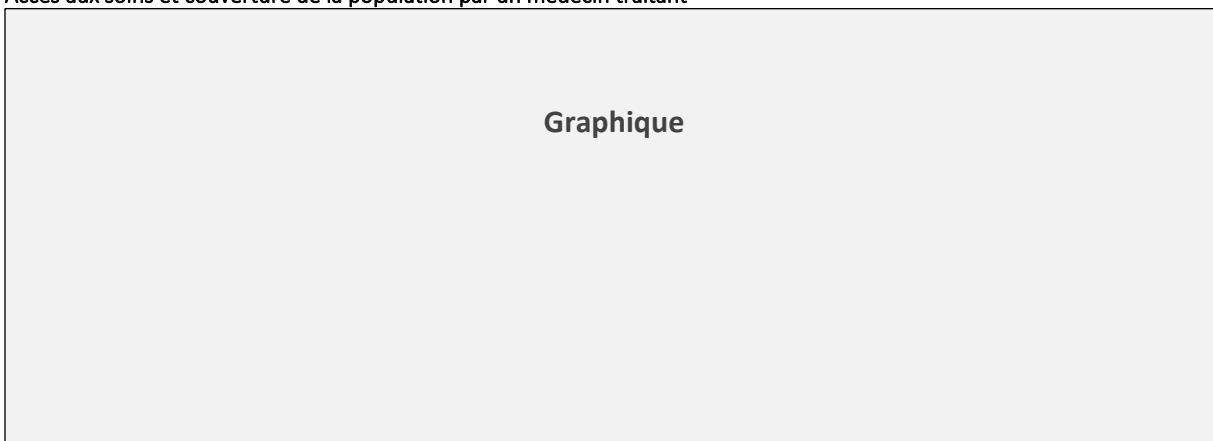 Accès aux soins et couverture de la population par un médecin traitant
Graphique